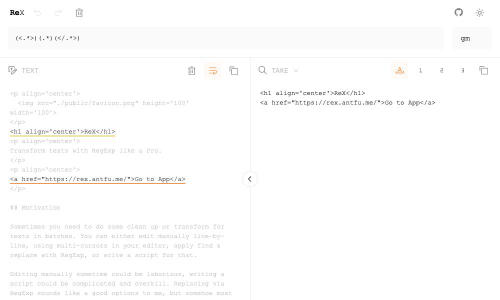 ReX
(<.*>)(.*)(</.*>)
gm
TEXT
TAKE
1
2
3
<p align='center'>
<img src="./public/favicon.png" height='100'
width='100'>
</p>
<h1 align='center'>ReX</h1>
<p align='center'>
Transform texts with RegExp like a Pro.
</p>
<p align='center'>
<a href="https://rex.antfu.me/">Go to App</a>
</p>
## Motivation
Sometimes you need to do some clean up or transform for
texts in batches. You can either edit manually line-by-
line, using multi-cursors in your editor, apply find &
replace with RegExp, or write a script for that.
Editing manually sometime could be laborious, writing a
script could be complicated and overkill. Replacing via
RegExp sounds like a good options to me, but somehow most
<h1 align='center'>ReX</h1>
<a href="https://rex.antfu.me/">Go to App</a>